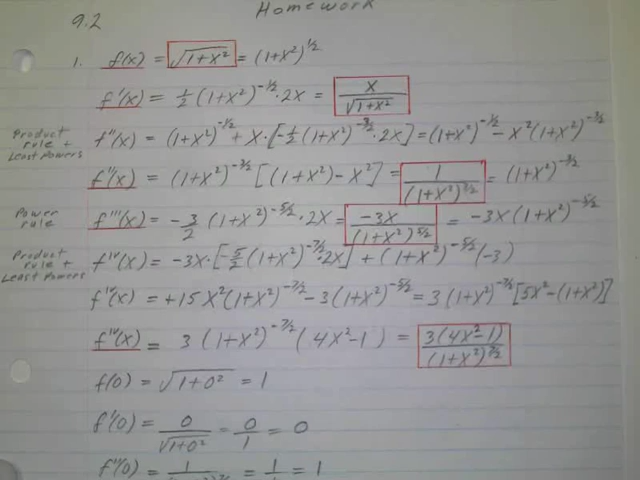 9.2 Homework
1. f(x) = √(1+x²) = (1+x²)^(1/2)
f'(x) = 1/2 (1+x²)^(-1/2) · 2x = x/√(1+x²)
Product rule + Least Powers f''(x) = (1+x²)^(-1/2) + x·[-1/2 (1+x²)^(-3/2) · 2x] = (1+x²)^(-1/2) - x²(1+x²)^(-3/2)
f''(x) = (1+x²)^(-3/2) [(1+x²) - x²] = 1/(1+x²)^(3/2) = (1+x²)^(-3/2)
Power rule f'''(x) = -3/2 (1+x²)^(-5/2) · 2x = -3x/(1+x²)^(5/2) = -3x(1+x²)^(-5/2)
Product rule + Least Powers f^(IV)(x) = -3x·[-5/2 (1+x²)^(-7/2) · 2x] + (1+x²)^(-5/2) (-3)
f^(IV)(x) = +15x²(1+x²)^(-7/2) - 3(1+x²)^(-5/2) = 3(1+x²)^(-7/2) [5x² - (1+x²)]
f^(IV)(x) = 3(1+x²)^(-7/2) (4x²-1) = 3(4x²-1)/(1+x²)^(7/2)
f(0) = √(1+0²) = 1
f'(0) = 0/√(1+0²) = 0/1 = 0
f''(0) = 1/ = 1/1 = 1